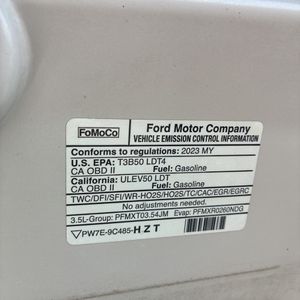 FoMoCo
Ford Motor Company
VEHICLE EMISSION CONTROL INFORMATION
Conforms to regulations: 2023 MY
U.S. EPA: T3B50 LDT4
CA OBD II Fuel: Gasoline
California: ULEV50 LDT
CA OBD II Fuel: Gasoline
TWC/DFI/SFI/WR-HO2S/HO2S/TC/CAC/EGR/EGRC
No adjustments needed.
3.5L-Group: PFMXT03.54JM Evap: PFMXR0260NDG
PW7E-9C485-HZT